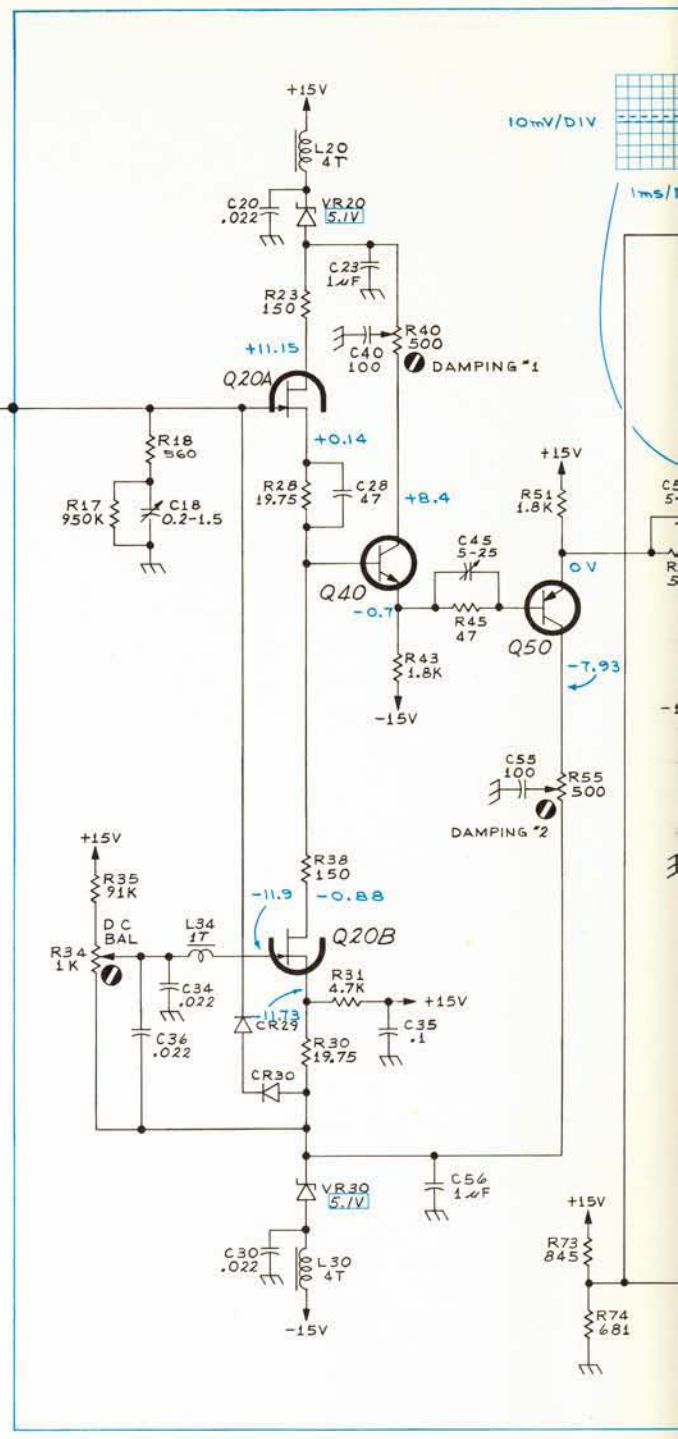 +15V
10mV/DIV
L20
4T
1ms/
C20
.022
VR20
5.1V
C23
1uF
R23
150
R40
500
C40
100
+11.15
DAMPING #1
Q20A
+0.14
R18
560
+15V
R28
19.75
C28
47
+8.4
R51
1.8K
R17
950K
C18
0.2-1.5
C45
5-25
0V
Q40
-0.7
R45
47
Q50
R43
1.8K
-7.93
-15V
C55
100
R55
500
DAMPING #2
+15V
R35
91K
R38
150
-11.9
-0.88
DC
BAL
L34
1T
Q20B
R34
1K
R31
4.7K
+15V
C34
.022
-11.73
CR29
C36
.022
C35
.1
R30
19.75
CR30
VR30
5.1V
C56
1uF
+15V
C30
.022
L30
4T
R73
845
-15V
R74
681